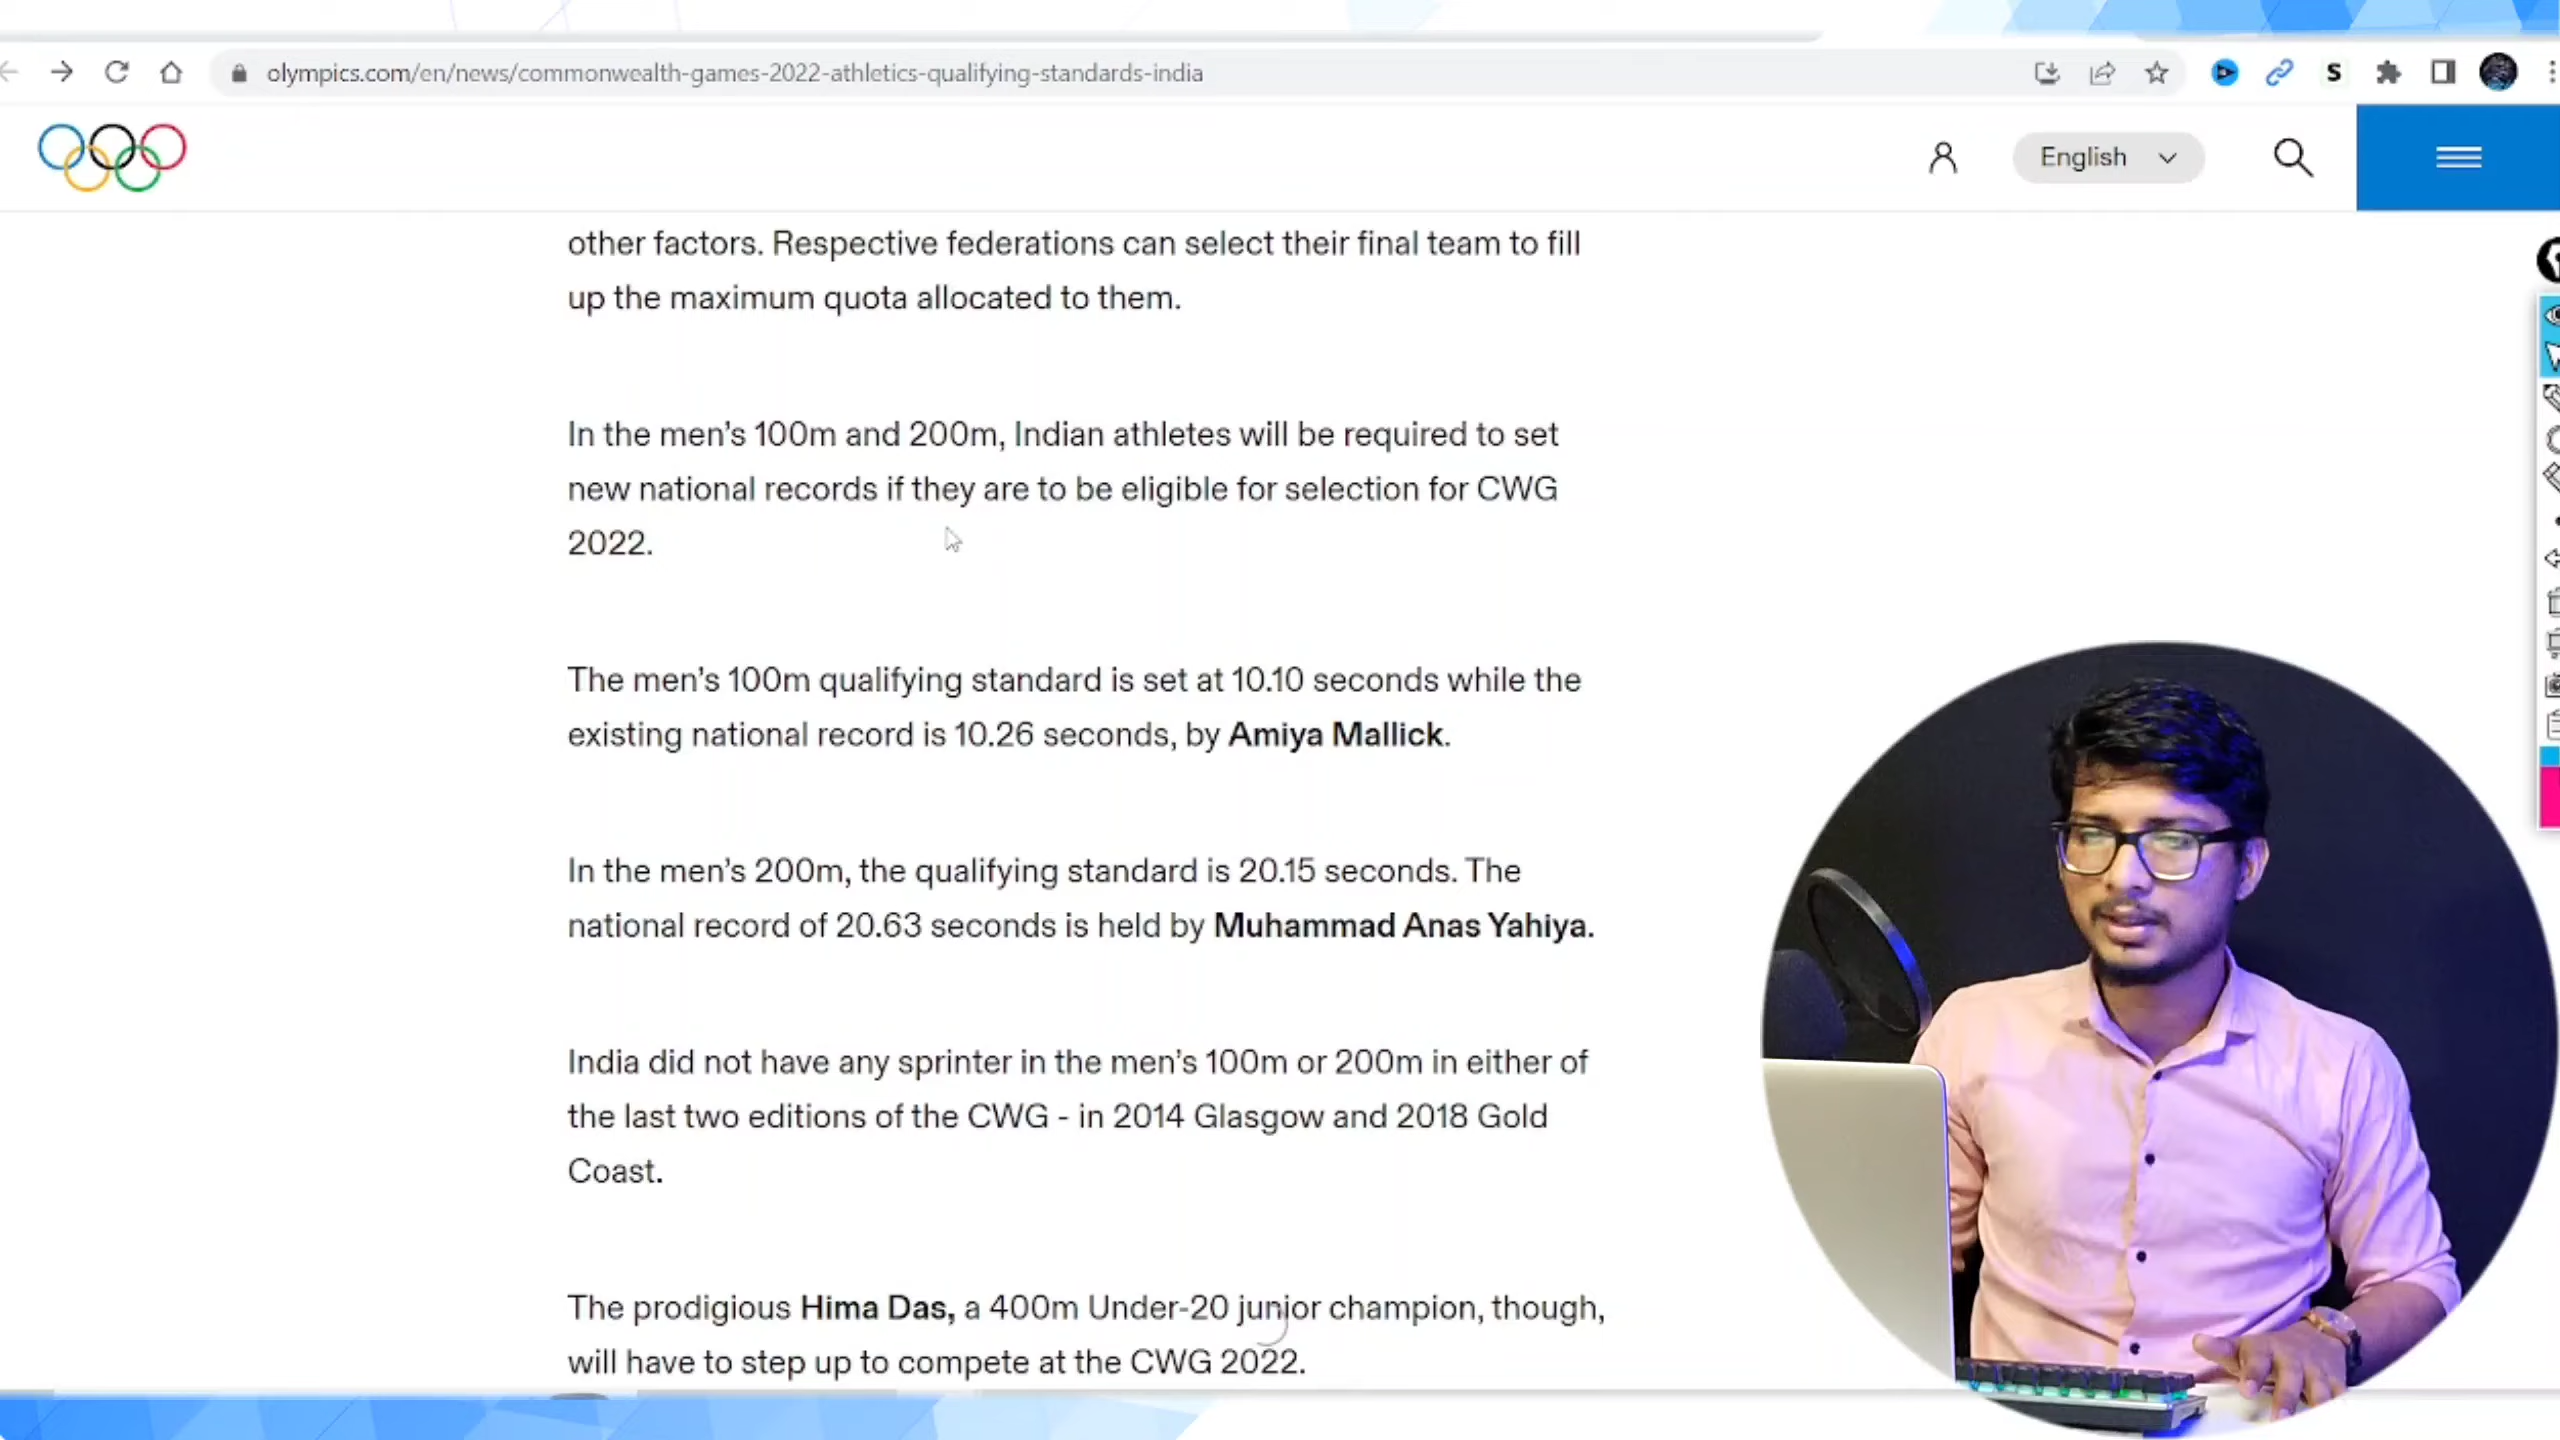 olympics.com/en/news/commonwealth-games-2022-athletics-qualifying-standards-india
S
English
other factors. Respective federations can select their final team to fill
up the maximum quota allocated to them.
In the men’s 100m and 200m, Indian athletes will be required to set
new national records if they are to be eligible for selection for CWG
2022.
The men’s 100m qualifying standard is set at 10.10 seconds while the
existing national record is 10.26 seconds, by Amiya Mallick.
In the men’s 200m, the qualifying standard is 20.15 seconds. The
national record of 20.63 seconds is held by Muhammad Anas Yahiya.
India did not have any sprinter in the men’s 100m or 200m in either of
the last two editions of the CWG - in 2014 Glasgow and 2018 Gold
Coast.
The prodigious Hima Das, a 400m Under-20 junior champion, though,
will have to step up to compete at the CWG 2022.